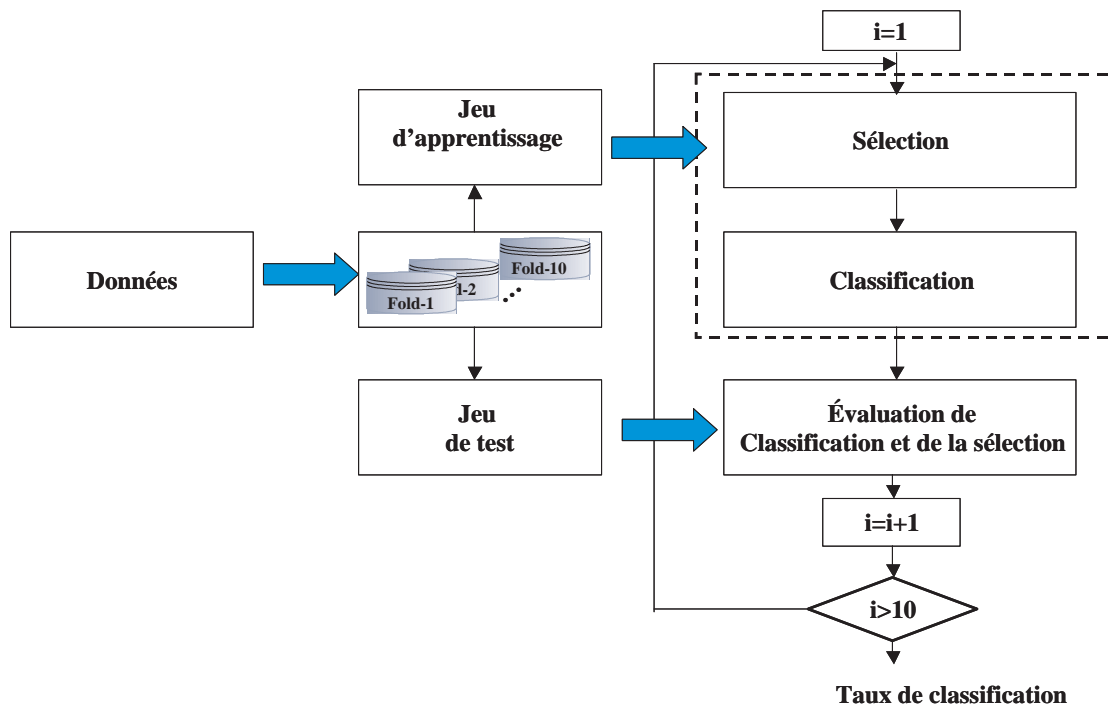 i=1
Jeu
d'apprentissage
Sélection
Données
Fold-1
d-2
Fold-10
...
Classification
Jeu
de test
Évaluation de
Classification et de la sélection
i=i+1
i>10
Taux de classification